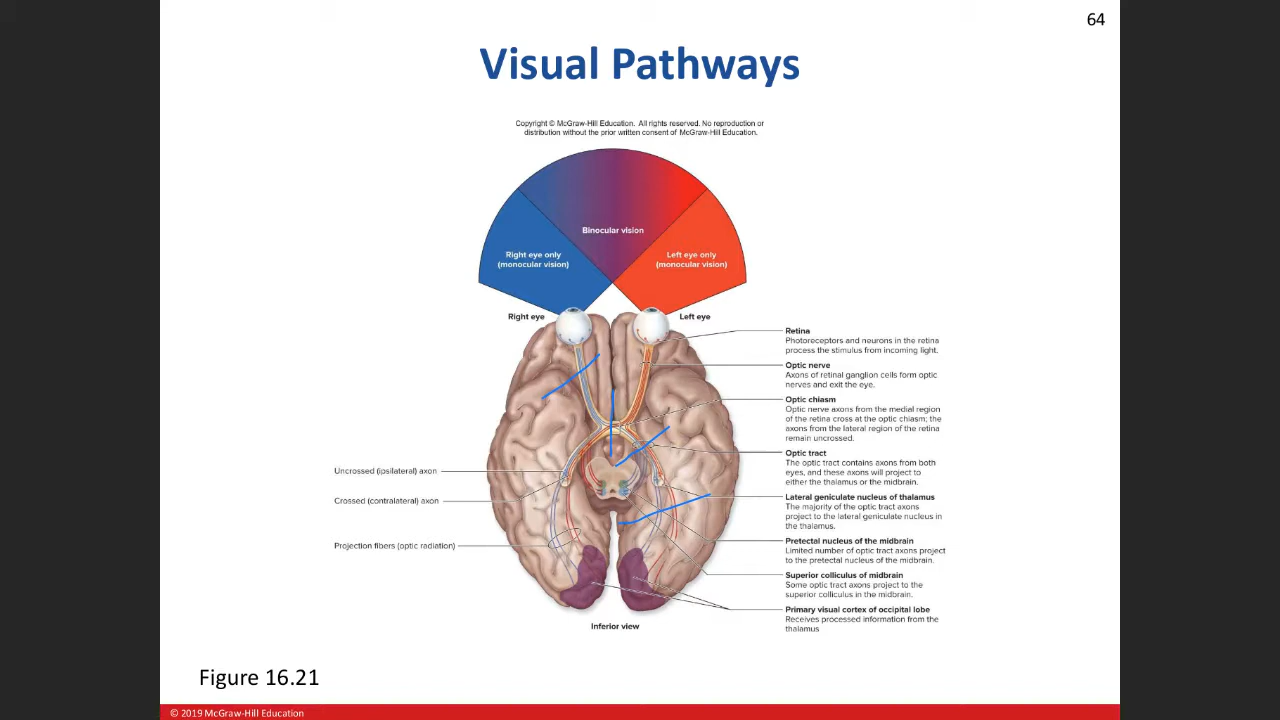 64
Visual Pathways
Copyright © McGraw-Hill Education. All rights reserved. No reproduction or
distribution without the prior written consent of McGraw-Hill Education.
Binocular vision
Right eye only
(monocular vision)
Left eye only
(monocular vision)
Right eye
Left eye
Retina
Photoreceptors and neurons in the retina
process the stimulus from incoming light.
Optic nerve
Axons of retinal ganglion cells form optic
nerves and exit the eye.
Optic chiasm
Optic nerve axons from the medial region
of the retina cross at the optic chiasm; the
axons from the lateral region of the retina
remain uncrossed.
Optic tract
The optic tract contains axons from both
eyes, and these axons will project to
either the thalamus or the midbrain.
Uncrossed (ipsilateral) axon
Crossed (contralateral) axon
Projection fibers (optic radiation)
Lateral geniculate nucleus of thalamus
The majority of the optic tract axons
project to the lateral geniculate nucleus in
the thalamus.
Pretectal nucleus of the midbrain
Limited number of optic tract axons project
to the pretectal nucleus of the midbrain.
Superior colliculus of midbrain
Some optic tract axons project to the
superior colliculus in the midbrain.
Primary visual cortex of occipital lobe
Receives processed information from the
thalamus
Inferior view
Figure 16.21
© 2019 McGraw-Hill Education